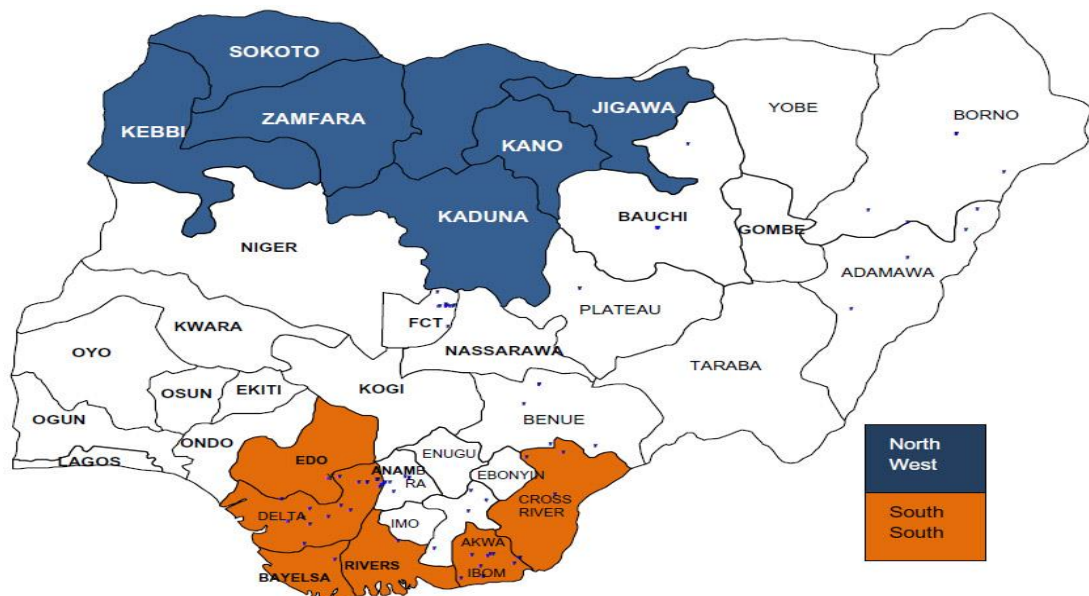 SOKOTO
YOBE
JIGAWA
BORNO
ZAMFARA
KEBBI
KANO
KADUNA
BAUCHI
GOMBE
NIGER
ADAMAWA
PLATEAU
FCT
KWARA
NASSARAWA
OYO
TARABA
KOGI
OSUN
EKITI
OGUN
BENUE
ONDO
North
West
ENUGU
LAGOS
EDO
ANAMB
RA
EBONYIN
CROSS
RIVER
DELTA
IMO
South
South
AKWA
IBOM
RIVERS
BAYELSA